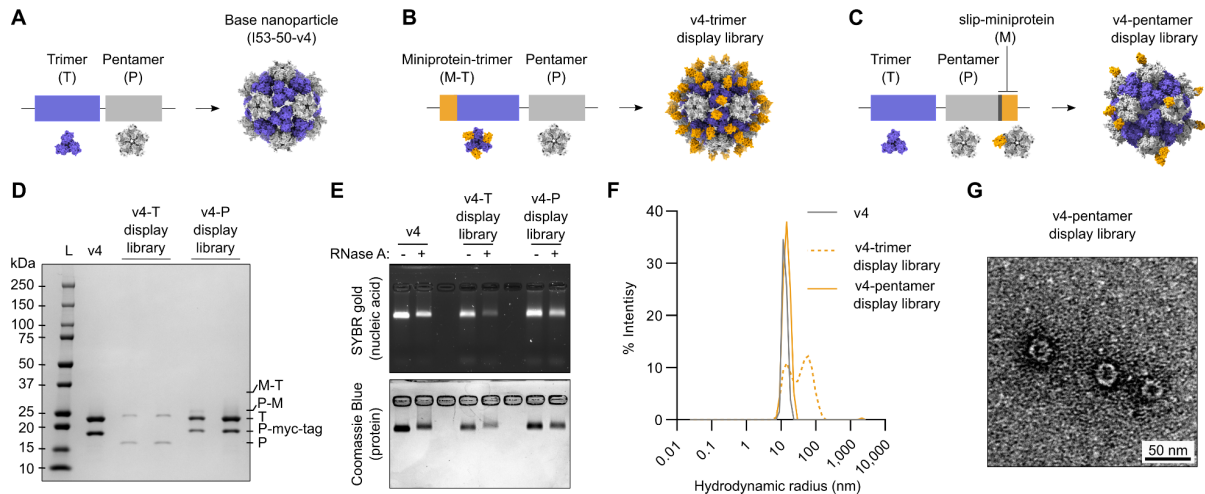 A
Base nanoparticle
(I53-50-v4)
Trimer
(T)
Pentamer
(P)
B
v4-trimer
display library
Miniprotein-trimer
(M-T)
Pentamer
(P)
C
slip-miniprotein
(M)
v4-pentamer
display library
Trimer
(T)
Pentamer
(P)
D
v4-T
display
library
v4-P
display
library
L
v4
kDa
250
150
100
75
50
37
25
20
15
10
M-T
P-M
T
P-myc-tag
P
E
v4
v4-T
display
library
v4-P
display
library
RNase A:
- + - + - +
SYBR gold
(nucleic acid)
Coomassie Blue
(protein)
F
% Intentisy
40
30
20
10
0
0.01 0.1 1 10 100 1,000 10,000
Hydrodynamic radius (nm)
v4
v4-trimer
display library
v4-pentamer
display library
G
v4-pentamer
display library
50 nm